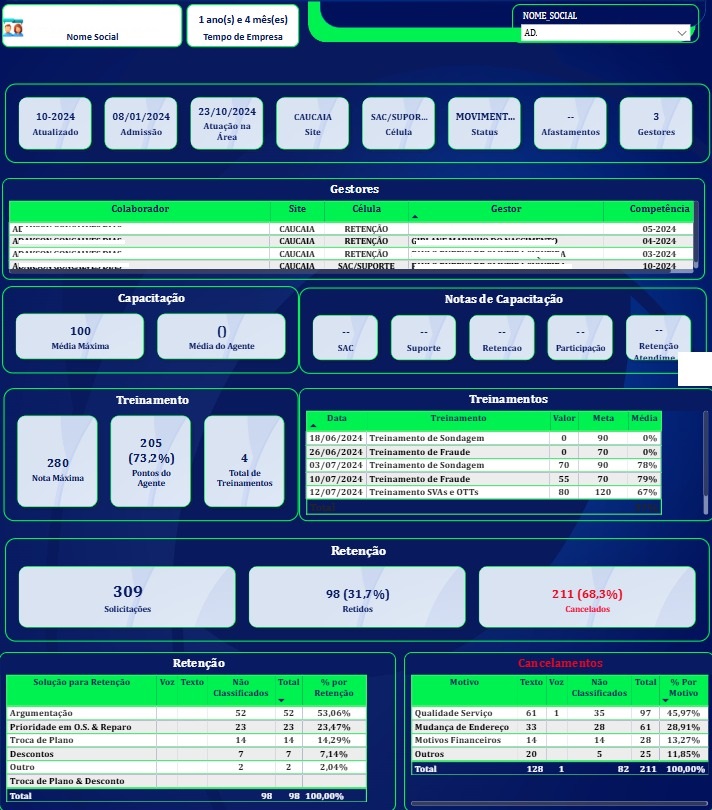 Nome Social
1 ano(s) e 4 mês(es)
Tempo de Empresa
NOME_SOCIAL
AD.
10-2024
Atualizado
08/01/2024
Admissão
23/10/2024
Atuação na
Área
CAUCAIA
Site
SAC/SUPOR...
Célula
MOVIMENT...
Status
--
Afastamentos
3
Gestores
Gestores
Colaborador Site Célula Gestor Competência
CAUCAIA RETENÇÃO 05-2024
CAUCAIA RETENÇÃO 04-2024
CAUCAIA RETENÇÃO 03-2024
CAUCAIA SAC/SUPORTE 10-2024
Capacitação
100
Média Máxima
()
Média do Agente
Notas de Capacitação
--
SAC
--
Suporte
--
Retencao
--
Participação
--
Retenção
Atendime
Treinamento
280
Nota Máxima
205
(73,2%)
Pontos do
Agente
4
Total de
Treinamentos
Treinamentos
Data Treinamento Valor Meta Média
18/06/2024 Treinamento de Sondagem 0 90 0%
26/06/2024 Treinamento de Fraude 0 70 0%
03/07/2024 Treinamento de Sondagem 70 90 78%
10/07/2024 Treinamento de Fraude 55 70 79%
12/07/2024 Treinamento SVAs e OTTs 80 120 67%
Total
Retenção
309
Solicitações
98 (31,7%)
Retidos
211 (68,3%)
Cancelados
Retenção
Solução para Retenção Voz Texto Não Classificados Total % por Retenção
Argumentação 52 52 53,06%
Prioridade em O.S. & Reparo 23 23 23,47%
Troca de Plano 14 14 14,29%
Descontos 7 7 7,14%
Outro 2 2 2,04%
Troca de Plano & Desconto
Total 98 98 100,00%
Cancelamentos
Motivo Texto Voz Não Classificados Total % Por Motivo
Qualidade Serviço 61 1 35 97 45,97%
Mudança de Endereço 33 28 61 28,91%
Motivos Financeiros 14 14 28 13,27%
Outros 20 5 25 11,85%
Total 128 1 82 211 100,00%